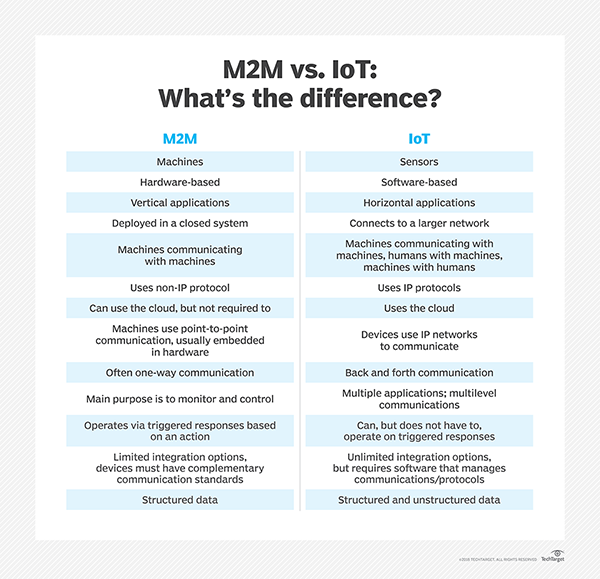 M2M vs. IoT:
What's the difference?
M2M
IoT
Machines
Sensors
Hardware-based
Software-based
Vertical applications
Horizontal applications
Deployed in a closed system
Connects to a larger network
Machines communicating
with machines
Machines communicating with
machines, humans with machines,
machines with humans
Uses non-IP protocol
Uses IP protocols
Can use the cloud, but not required to
Uses the cloud
Machines use point-to-point
communication, usually embedded
in hardware
Devices use IP networks
to communicate
Often one-way communication
Back and forth communication
Main purpose is to monitor and control
Multiple applications; multilevel
communications
Operates via triggered responses based
on an action
Can, but does not have to,
operate on triggered responses
Limited integration options,
devices must have complementary
communication standards
Unlimited integration options,
but requires software that manages
communications/protocols
Structured data
Structured and unstructured data
©2018 TECHTARGET. ALL RIGHTS RESERVED
TechTarget